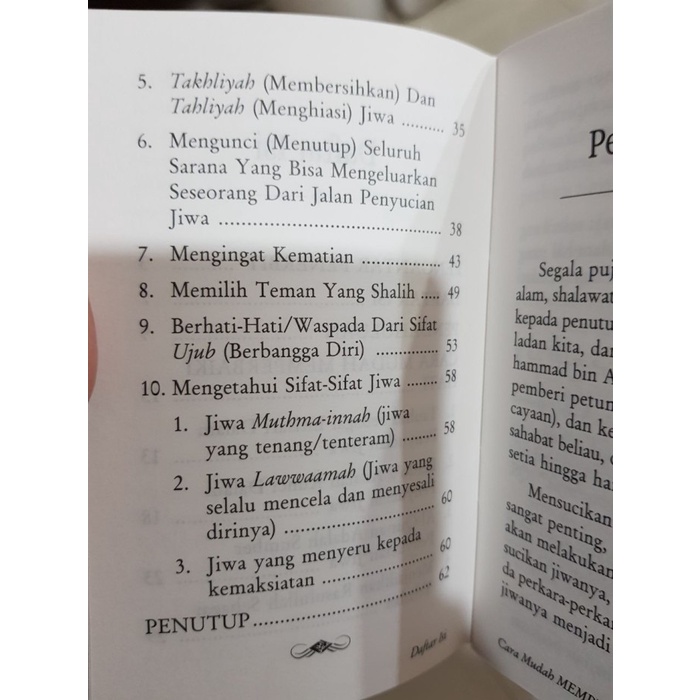 5. Takhliyah (Membersihkan) Dan
Tahliyah (Menghiasi) Jiwa .......... 35
6. Mengunci (Menutup) Seluruh
Sarana Yang Bisa Mengeluarkan
Seseorang Dari Jalan Penyucian
Jiwa .......................................... 38
7. Mengingat Kematian .................. 43
8. Memilih Teman Yang Shalih ..... 49
9. Berhati-Hati/Waspada Dari Sifat
Ujub (Berbangga Diri) .............. 53
10. Mengetahui Sifat-Sifat Jiwa ........ 58
1. Jiwa Muthma-innah (jiwa
yang tenang/tenteram) ......... 58
2. Jiwa Lawwaamah (Jiwa yang
selalu mencela dan menyesali
dirinya) .............................. 60
3. Jiwa yang menyeru kepada
kemaksiatan ....................... 60
PENUTUP .................................... 62
Daftar Isi
Segala puj
alam, shalawat
kepada penutu
ladan kita, dar
hammad bin A
pemberi petun
cayaan), dan ke
sahabat beliau,
setia hingga ha
Mensucikan
sangat penting,
akan melakukan
sucikan jiwanya,
da perkara-perkar
jiwanya menjadi
Cara Mudah